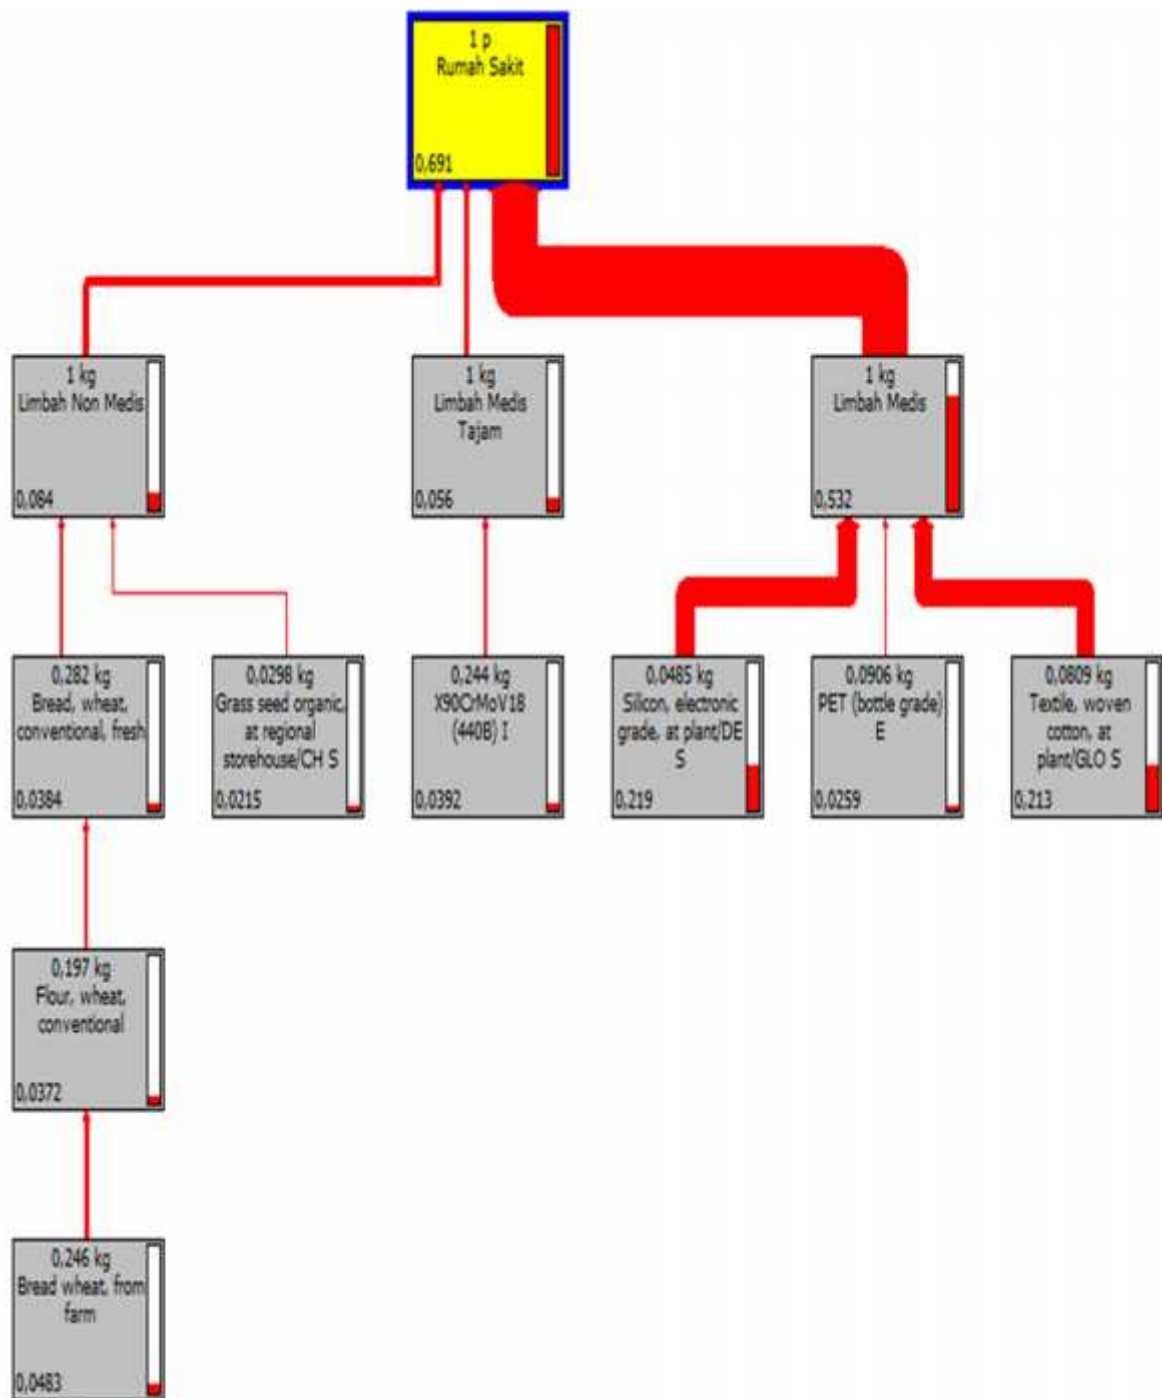 1 p
Rumah Sakit
0,691
1 kg
Limbah Non Medis
0,084
1 kg
Limbah Medis
Tajam
0,056
1 kg
Limbah Medis
0,532
0,282 kg
Bread, wheat,
conventional, fresh
0,0384
0,0298 kg
Grass seed organic,
at regional
storehouse/CH S
0,0215
0,244 kg
X90CrMoV18
(440B) I
0,0392
0,0485 kg
Silicon, electronic
grade, at plant/DE
S
0,219
0,0906 kg
PET (bottle grade)
E
0,0259
0,0809 kg
Textile, woven
cotton, at
plant/GLO S
0,213
0,197 kg
Flour, wheat,
conventional
0,0372
0,246 kg
Bread wheat, from
farm
0,0483